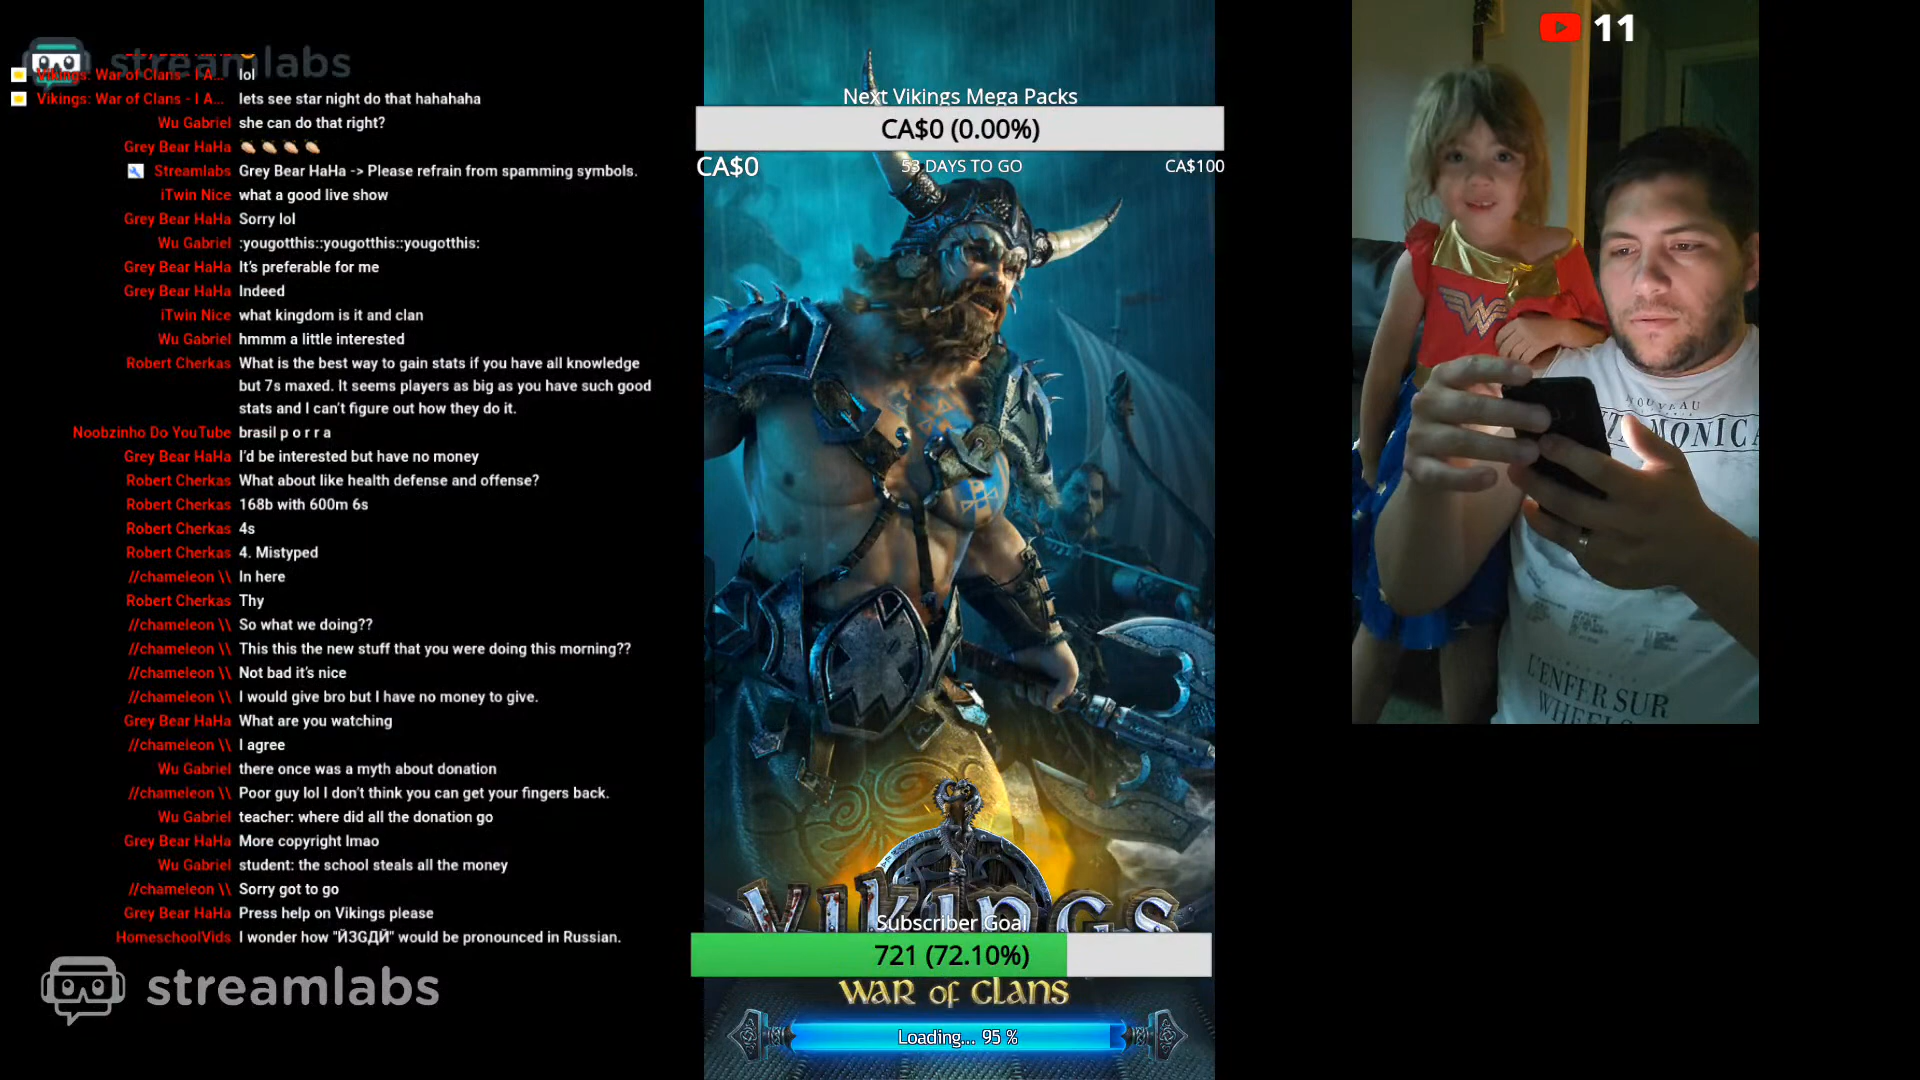 streamlabs
Vikings: War of Clans - I A... lol
Vikings: War of Clans - I A... lets see star night do that hahahaha
Wu Gabriel she can do that right?
Grey Bear HaHa
Streamlabs Grey Bear HaHa -> Please refrain from spamming symbols.
iTwin Nice what a good live show
Grey Bear HaHa Sorry lol
Wu Gabriel :yougotthis::yougotthis::yougotthis:
Grey Bear HaHa It's preferable for me
Grey Bear HaHa Indeed
iTwin Nice what kingdom is it and clan
Wu Gabriel hmmm a little interested
Robert Cherkas What is the best way to gain stats if you have all knowledge
but 7s maxed. It seems players as big as you have such good
stats and I can't figure out how they do it.
Noobzinho Do YouTube brasil p o r r a
Grey Bear HaHa I'd be interested but have no money
Robert Cherkas What about like health defense and offense?
Robert Cherkas 168b with 600m 6s
Robert Cherkas 4s
Robert Cherkas 4. Mistyped
//chameleon \\ In here
Robert Cherkas Thy
//chameleon \\ So what we doing??
//chameleon \\ This this the new stuff that you were doing this morning??
//chameleon \\ Not bad it's nice
//chameleon \\ I would give bro but I have no money to give.
Grey Bear HaHa What are you watching
//chameleon \\ I agree
Wu Gabriel there once was a myth about donation
//chameleon \\ Poor guy lol I don't think you can get your fingers back.
Wu Gabriel teacher: where did all the donation go
Grey Bear HaHa More copyright lmao
Wu Gabriel student: the school steals all the money
//chameleon \\ Sorry got to go
Grey Bear HaHa Press help on Vikings please
HomeschoolVids I wonder how "ЙЗGДЙ" would be pronounced in Russian.
streamlabs
Next Vikings Mega Packs
CA$0 (0.00%)
CA$0 53 DAYS TO GO CA$100
VIKINGS
Subscriber Goal
721 (72.10%)
WAR OF CLANS
Loading... 95 %
11
NOUVEAU
MONICA
L'ENFER SUR